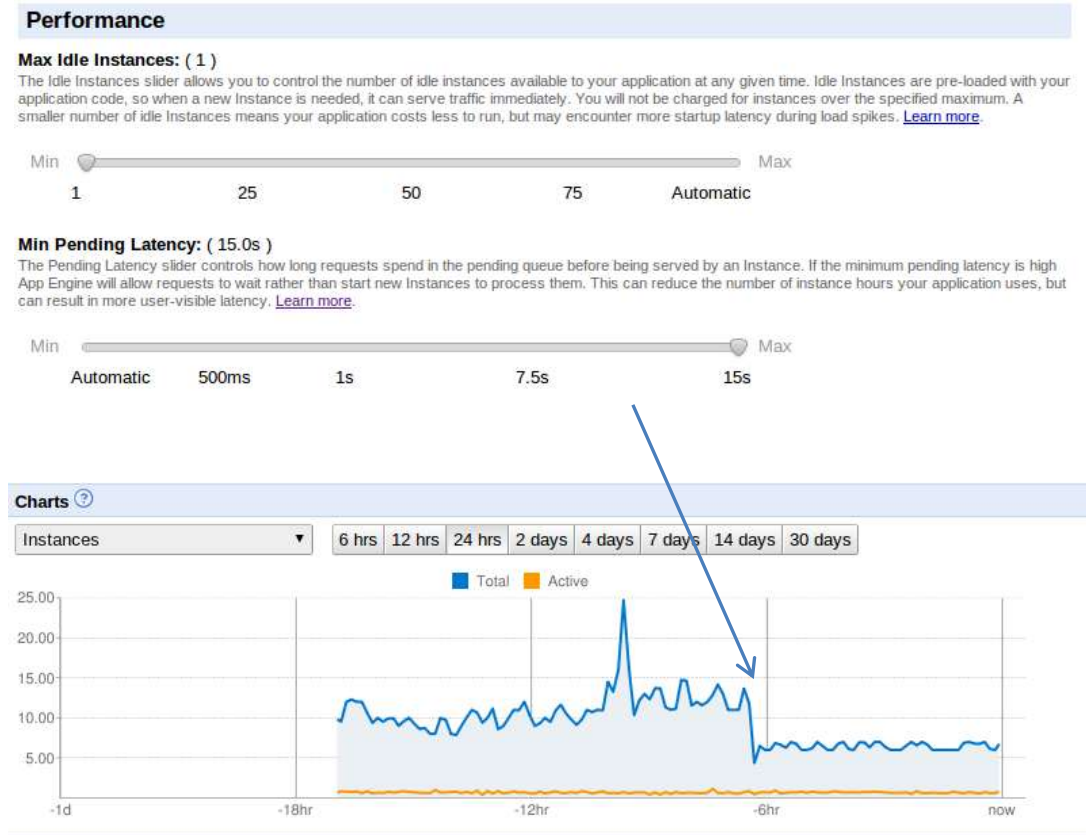 Performance
Max Idle Instances: ( 1 )
The Idle Instances slider allows you to control the number of idle instances available to your application at any given time. Idle Instances are pre-loaded with your
application code, so when a new Instance is needed, it can serve traffic immediately. You will not be charged for instances over the specified maximum. A
smaller number of idle Instances means your application costs less to run, but may encounter more startup latency during load spikes. Learn more.
Min Max
1 25 50 75 Automatic
Min Pending Latency: ( 15.0s )
The Pending Latency slider controls how long requests spend in the pending queue before being served by an Instance. If the minimum pending latency is high
App Engine will allow requests to wait rather than start new Instances to process them. This can reduce the number of instance hours your application uses, but
can result in more user-visible latency. Learn more.
Min Max
Automatic 500ms 1s 7.5s 15s
Charts ?
Instances 6 hrs 12 hrs 24 hrs 2 days 4 days 7 days 14 days 30 days
Total Active
25.00
20.00
15.00
10.00
5.00
-1d -18hr -12hr -6hr now